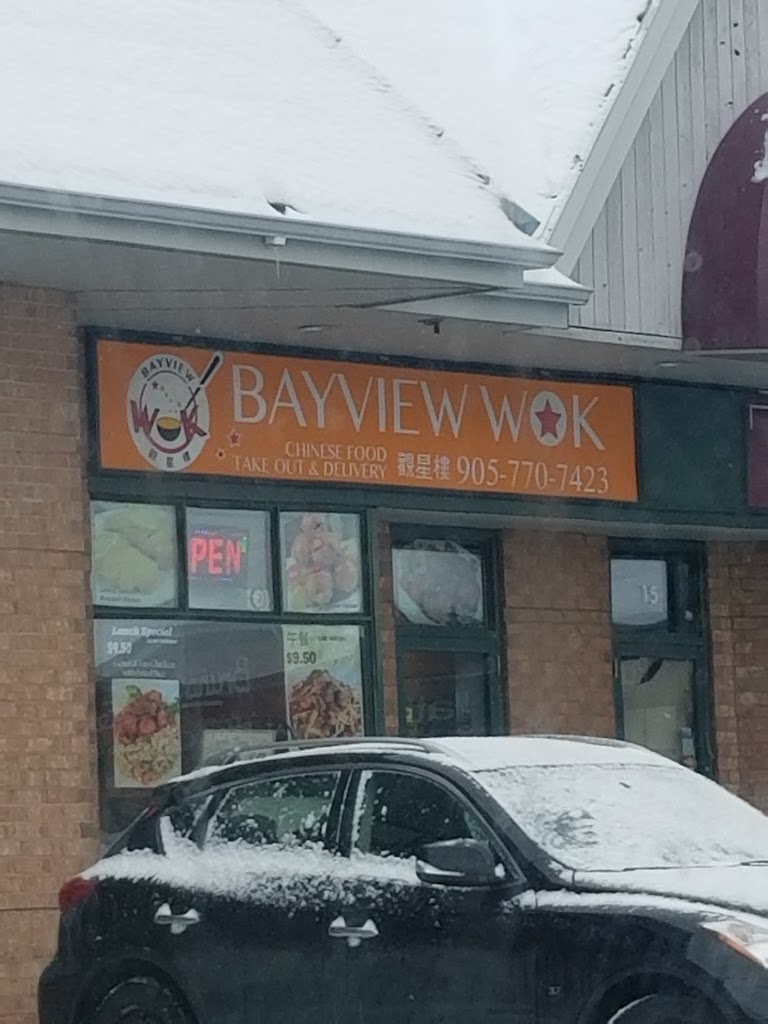 BAYVIEW
WOK
觀星樓
BAYVIEW WOK
CHINESE FOOD
TAKE OUT & DELIVERY
觀星樓 905-770-7423
PEN
Lunch Special
$9.50
午餐
$9.50
15